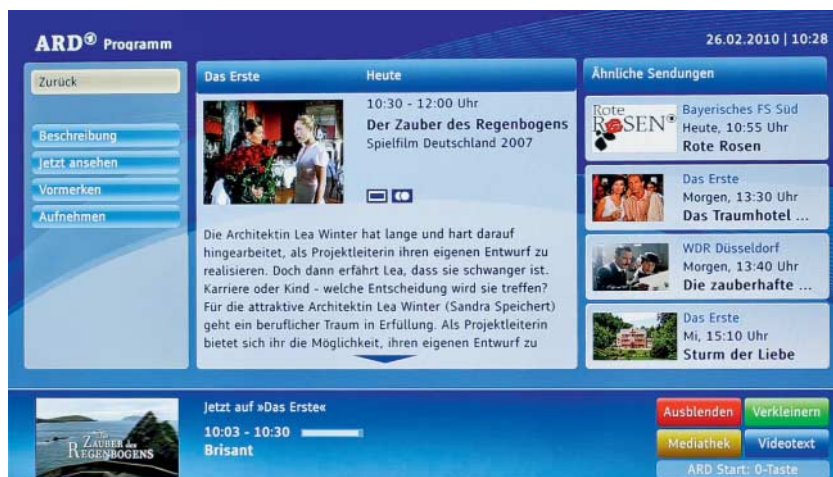 ARD® Programm
26.02.2010 | 10:28
Zurück
Beschreibung
Jetzt ansehen
Vormerken
Aufnehmen
Das Erste Heute
10:30 - 12:00 Uhr
Der Zauber des Regenbogens
Spielfilm Deutschland 2007
Die Architektin Lea Winter hat lange und hart darauf
hingearbeitet, als Projektleiterin ihren eigenen Entwurf zu
realisieren. Doch dann erfährt Lea, dass sie schwanger ist.
Karriere oder Kind - welche Entscheidung wird sie treffen?
Für die attraktive Architektin Lea Winter (Sandra Speichert)
geht ein beruflicher Traum in Erfüllung. Als Projektleiterin
bietet sich ihr die Möglichkeit, ihren eigenen Entwurf zu
Ähnliche Sendungen
Rote
ROSEN
Bayerisches FS Süd
Heute, 10:55 Uhr
Rote Rosen
Das Erste
Morgen, 13:30 Uhr
Das Traumhotel ...
WDR Düsseldorf
Morgen, 13:40 Uhr
Die zauberhafte ...
Das Erste
Mi, 15:10 Uhr
Sturm der Liebe
ZAUBER des
REGENBOGENS
Jetzt auf »Das Erste«
10:03 - 10:30
Brisant
Ausblenden Verkleinern
Mediathek Videotext
ARD Start: 0-Taste